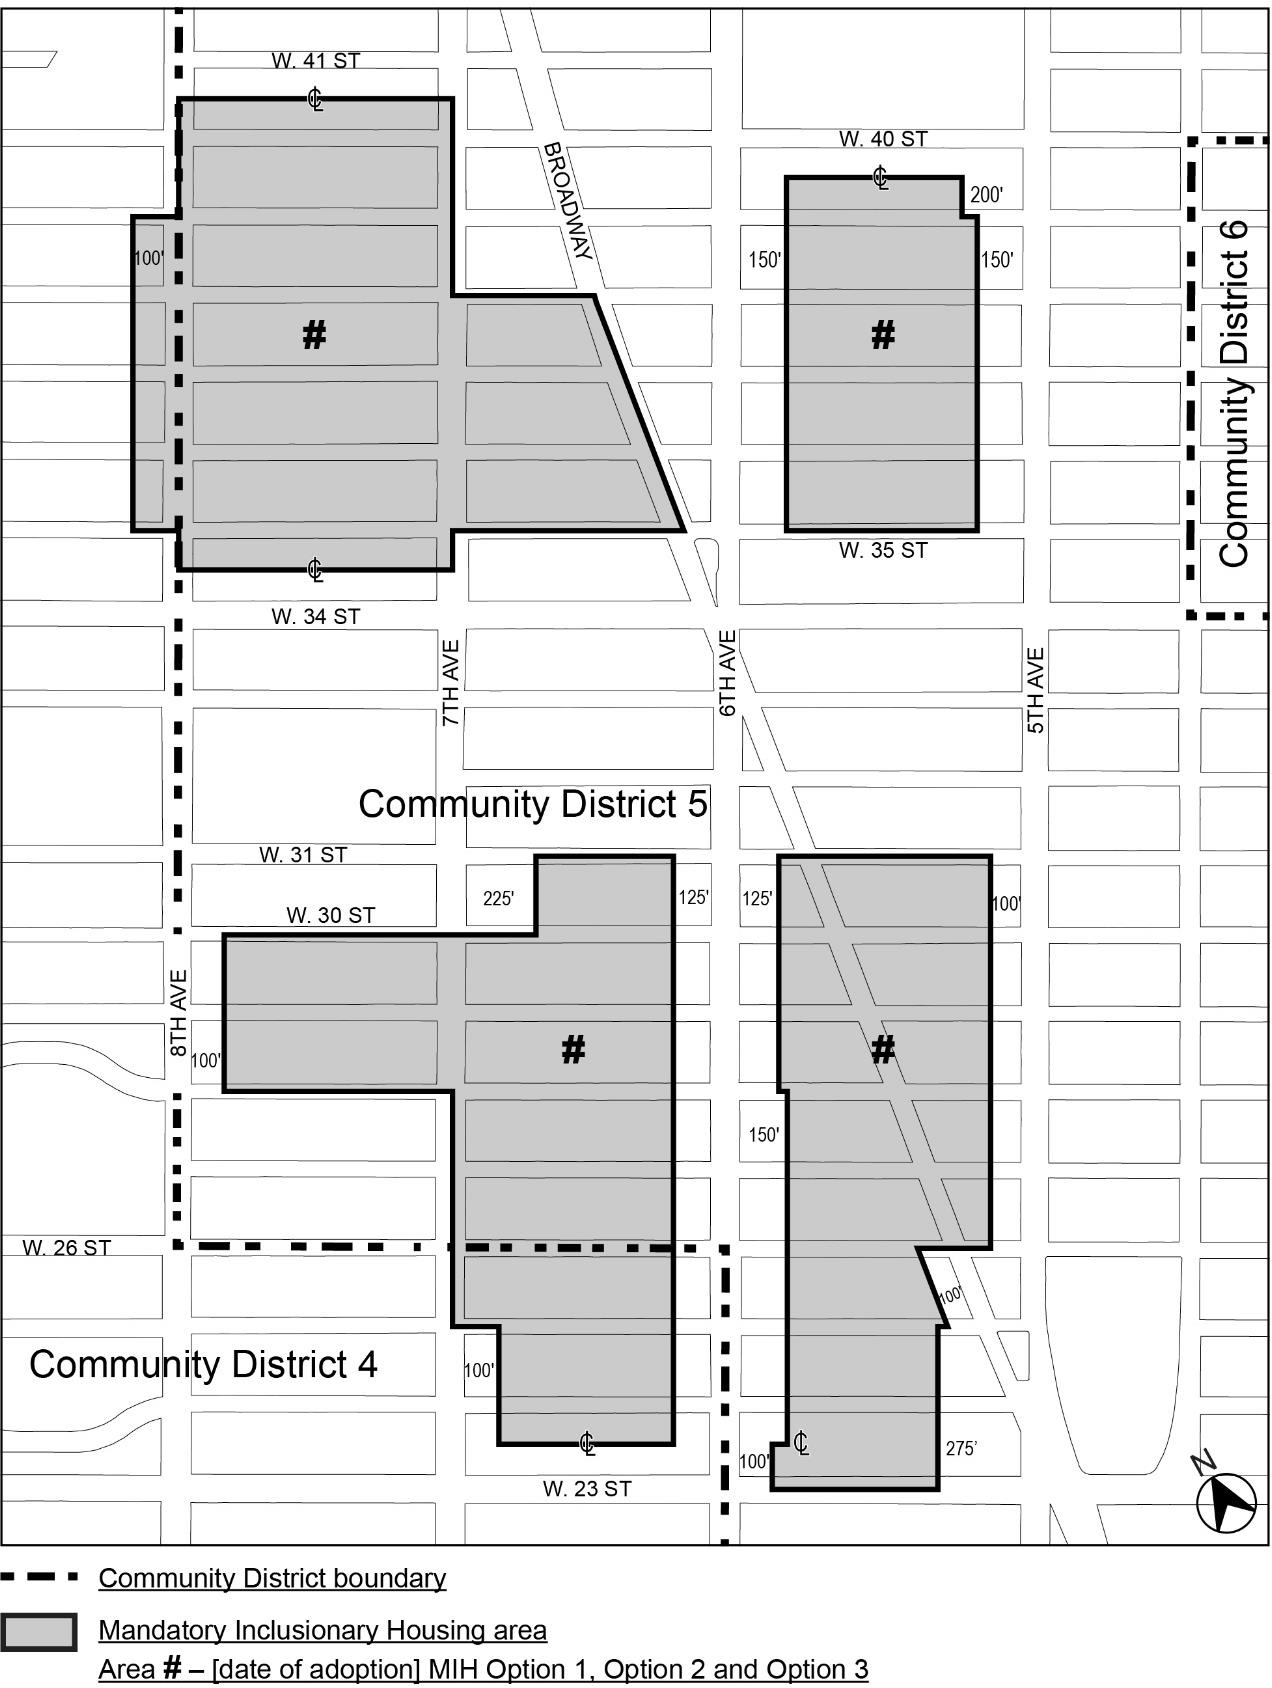 W. 41 ST
℄
W. 40 ST
℄
BROADWAY
200'
100'
150'
150'
Community District 6
#
#
W. 35 ST
℄
W. 34 ST
7TH AVE
6TH AVE
5TH AVE
Community District 5
W. 31 ST
225'
125'
125'
100'
W. 30 ST
8TH AVE
100'
#
#
150'
W. 26 ST
100'
Community District 4
100'
℄
℄
275'
100'
W. 23 ST
N
Community District boundary
Mandatory Inclusionary Housing area
Area # – [date of adoption] MIH Option 1, Option 2 and Option 3